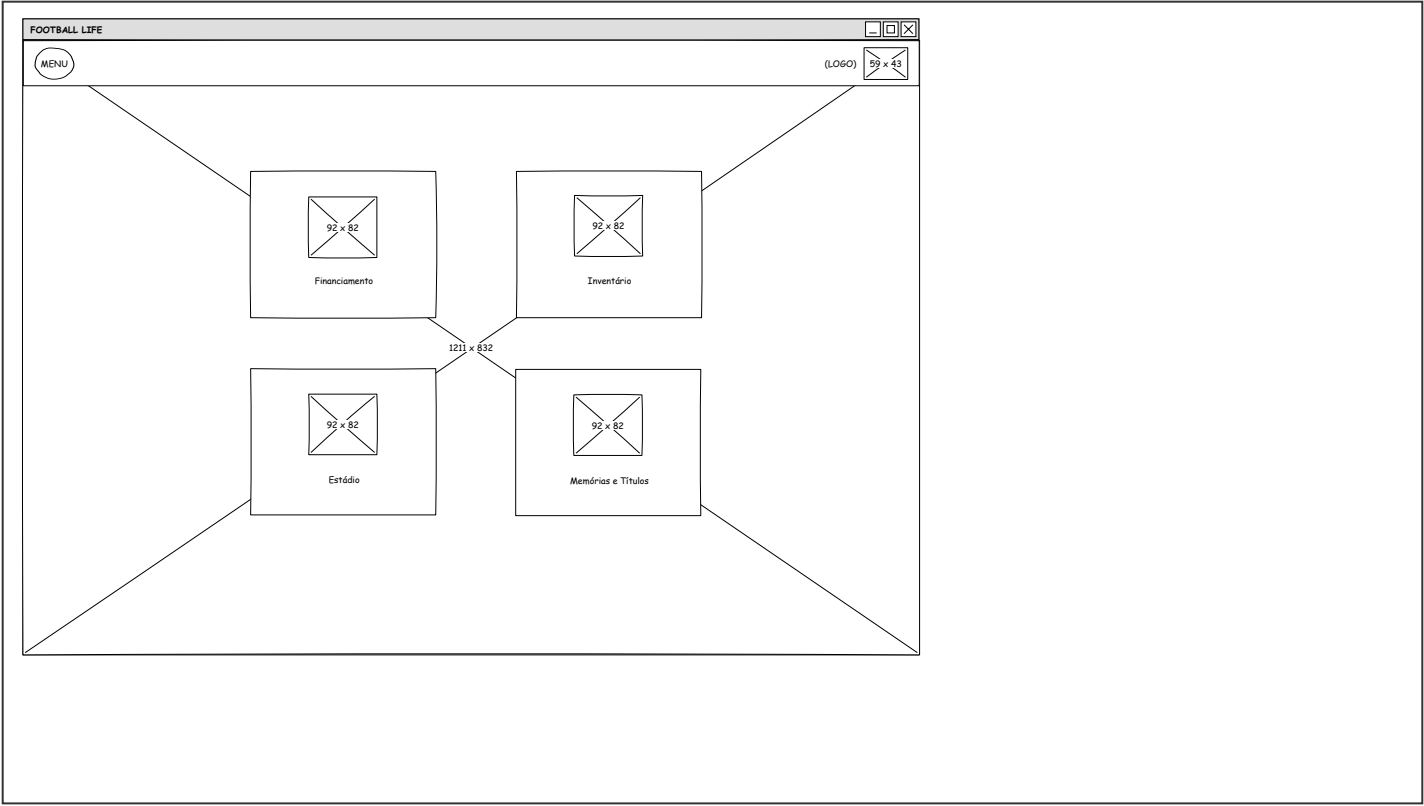 FOOTBALL LIFE
MENU
(LOGO) 59 x 43
92 x 82
92 x 82
Financiamento
Inventário
1211 x 832
92 x 82
92 x 82
Estádio
Memórias e Títulos